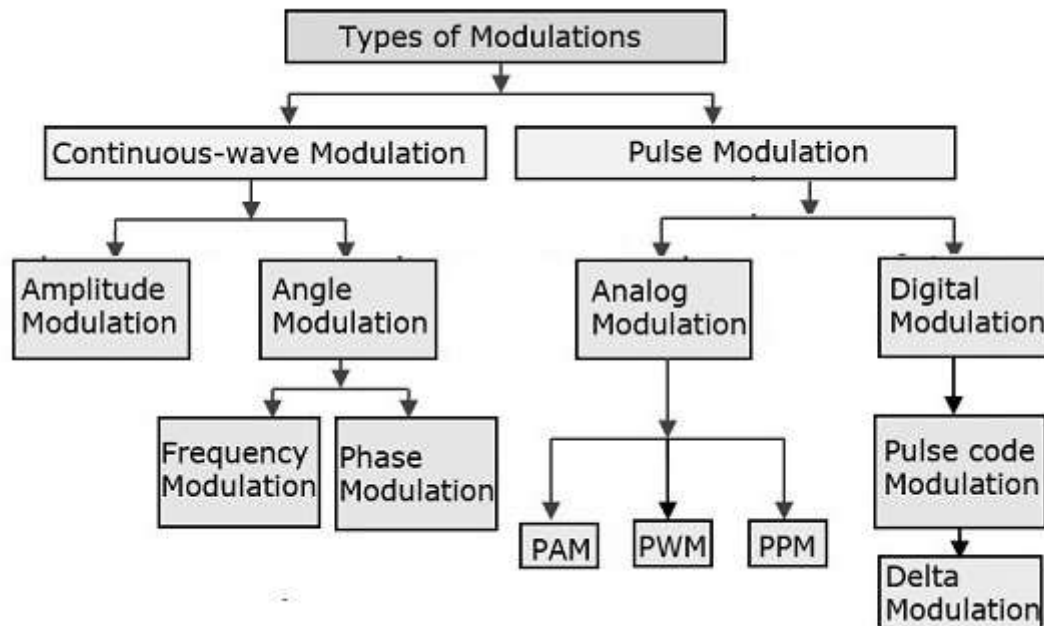 Types of Modulations
Continuous-wave Modulation
Pulse Modulation
Amplitude
Modulation
Angle
Modulation
Analog
Modulation
Digital
Modulation
Frequency
Modulation
Phase
Modulation
Pulse code
Modulation
PAM
PWM
PPM
Delta
Modulation